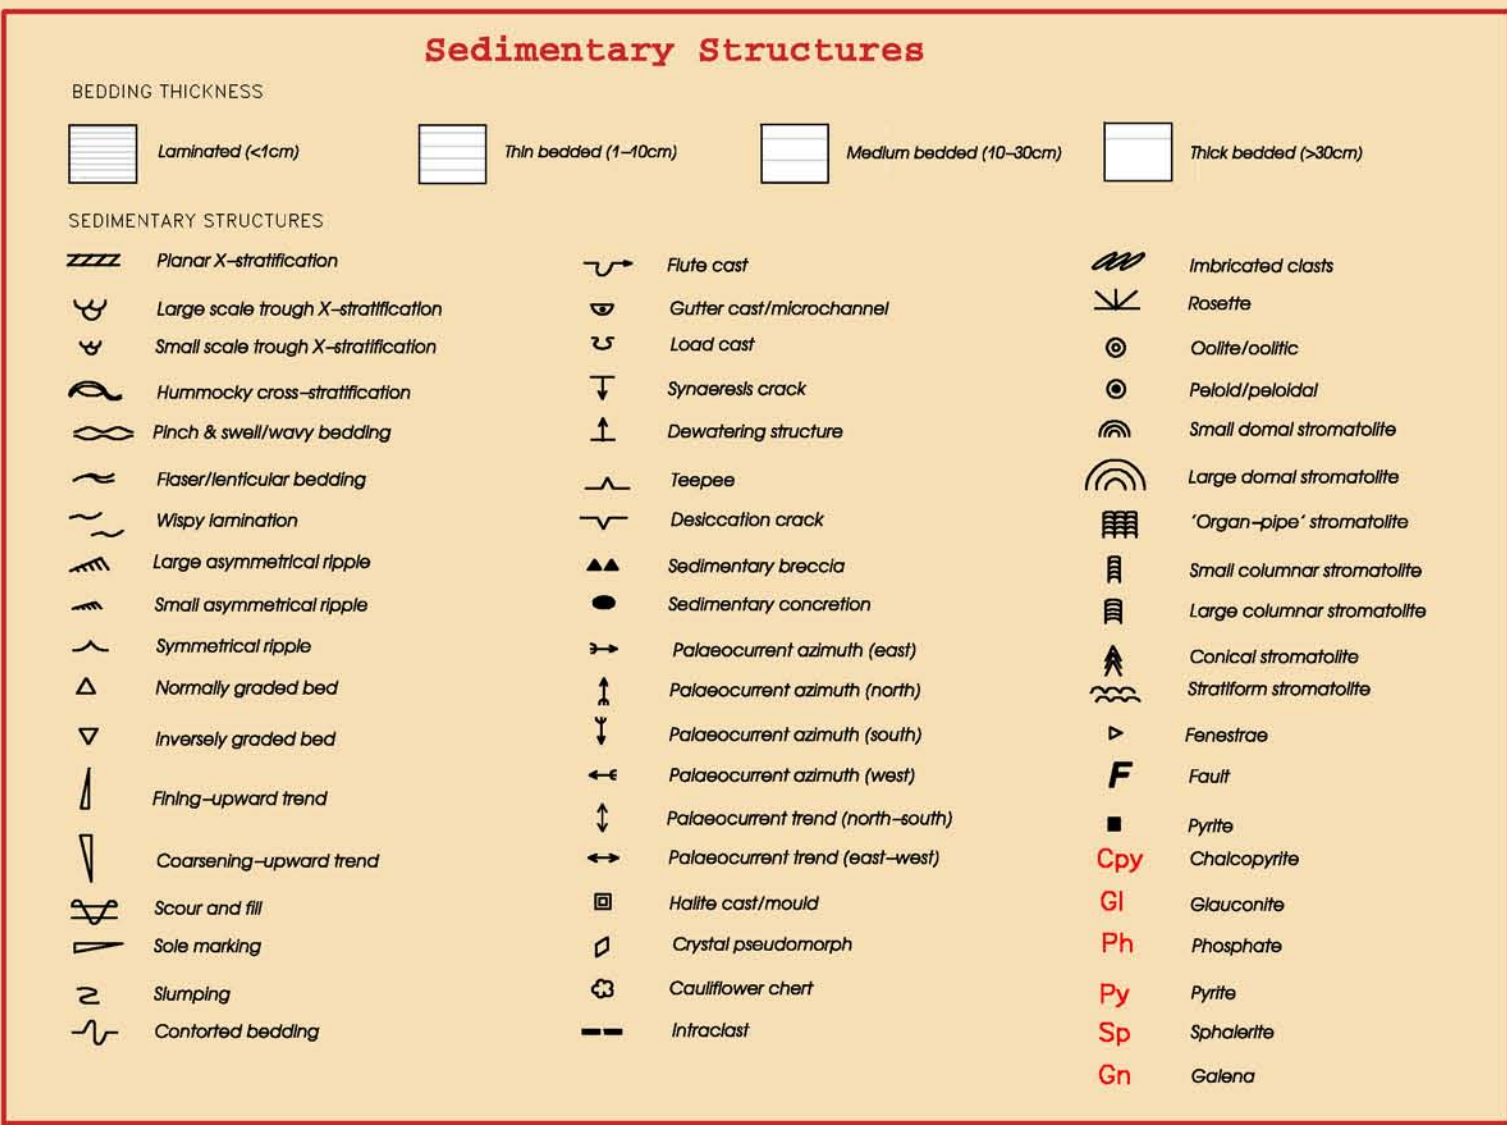 Sedimentary Structures
BEDDING THICKNESS
Laminated (<1cm)
Thin bedded (1–10cm)
Medium bedded (10–30cm)
Thick bedded (>30cm)
SEDIMENTARY STRUCTURES
Planar X–stratification
Large scale trough X–stratification
Small scale trough X–stratification
Hummocky cross–stratification
Pinch & swell/wavy bedding
Flaser/lenticular bedding
Wispy lamination
Large asymmetrical ripple
Small asymmetrical ripple
Symmetrical ripple
Normally graded bed
Inversely graded bed
Fining–upward trend
Coarsening–upward trend
Scour and fill
Sole marking
Slumping
Contorted bedding
Flute cast
Gutter cast/microchannel
Load cast
Synaeresis crack
Dewatering structure
Teepee
Desiccation crack
Sedimentary breccia
Sedimentary concretion
Palaeocurrent azimuth (east)
Palaeocurrent azimuth (north)
Palaeocurrent azimuth (south)
Palaeocurrent azimuth (west)
Palaeocurrent trend (north–south)
Palaeocurrent trend (east–west)
Halite cast/mould
Crystal pseudomorph
Cauliflower chert
Intraclast
Imbricated clasts
Rosette
Oolite/oolitic
Peloid/peloidal
Small domal stromatolite
Large domal stromatolite
'Organ–pipe' stromatolite
Small columnar stromatolite
Large columnar stromatolite
Conical stromatolite
Stratiform stromatolite
Fenestrae
F Fault
Pyrite
Cpy Chalcopyrite
Gl Glauconite
Ph Phosphate
Py Pyrite
Sp Sphalerite
Gn Galena